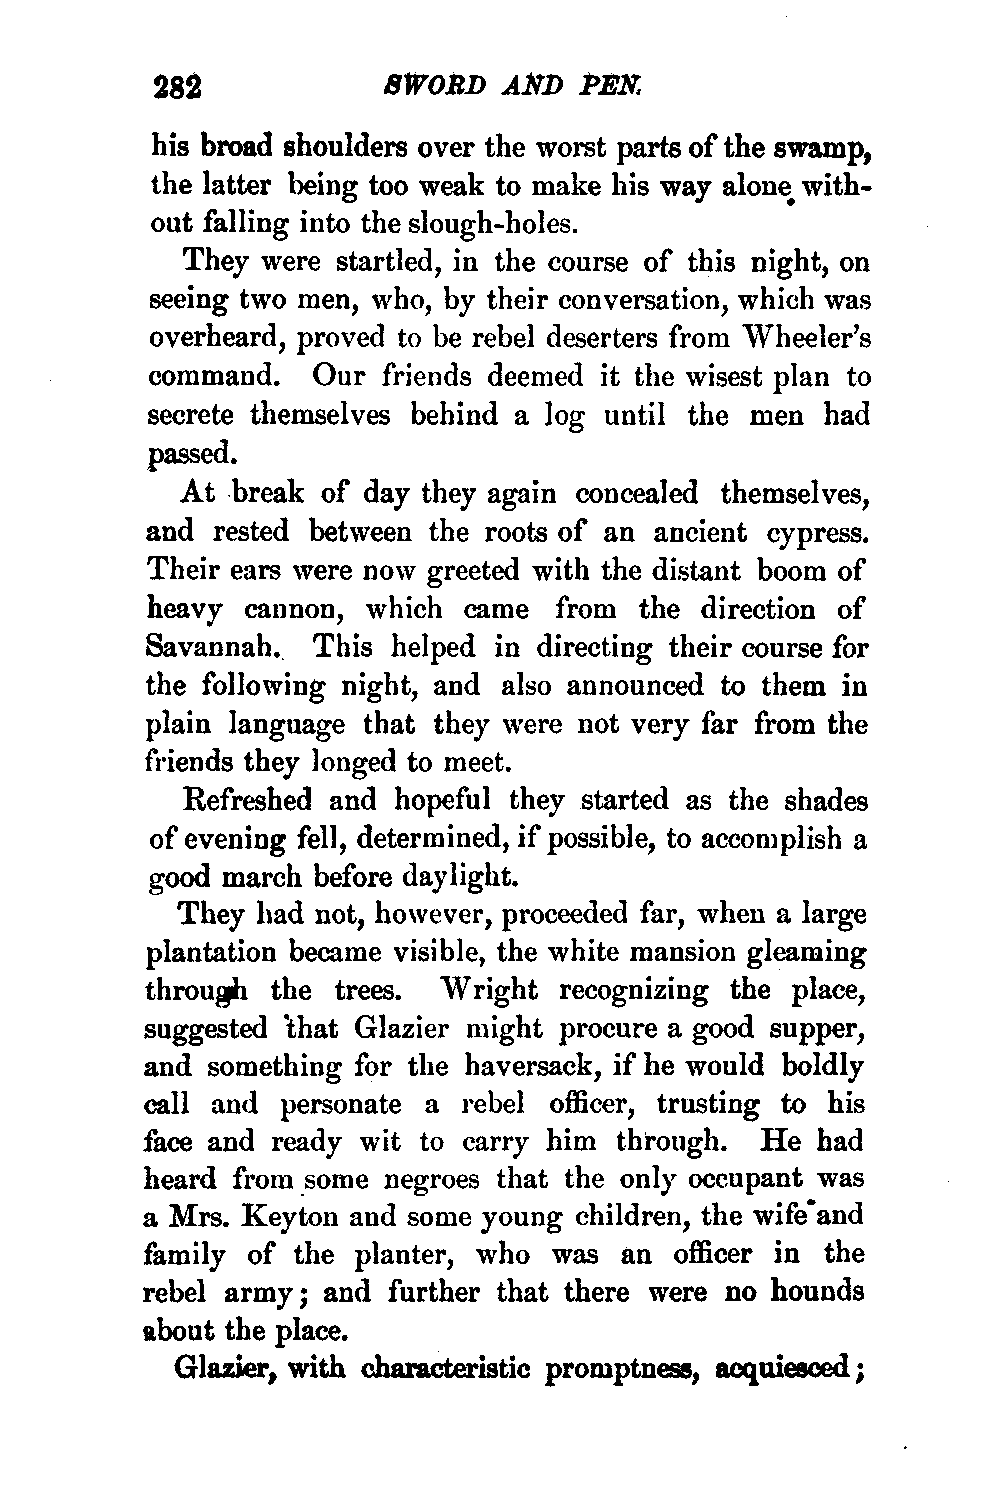 282 SWORD AND PEN.
his broad shoulders over the worst parts of the swamp,
the latter being too weak to make his way alone with-
out falling into the slough-holes.
They were startled, in the course of this night, on
seeing two men, who, by their conversation, which was
overheard, proved to be rebel deserters from Wheeler's
command. Our friends deemed it the wisest plan to
secrete themselves behind a log until the men had
passed.
At break of day they again concealed themselves,
and rested between the roots of an ancient cypress.
Their ears were now greeted with the distant boom of
heavy cannon, which came from the direction of
Savannah. This helped in directing their course for
the following night, and also announced to them in
plain language that they were not very far from the
friends they longed to meet.
Refreshed and hopeful they started as the shades
of evening fell, determined, if possible, to accomplish a
good march before daylight.
They had not, however, proceeded far, when a large
plantation became visible, the white mansion gleaming
through the trees. Wright recognizing the place,
suggested that Glazier might procure a good supper,
and something for the haversack, if he would boldly
call and personate a rebel officer, trusting to his
face and ready wit to carry him through. He had
heard from some negroes that the only occupant was
a Mrs. Keyton and some young children, the wife and
family of the planter, who was an officer in the
rebel army; and further that there were no hounds
about the place.
Glazier, with characteristic promptness, acquiesced;